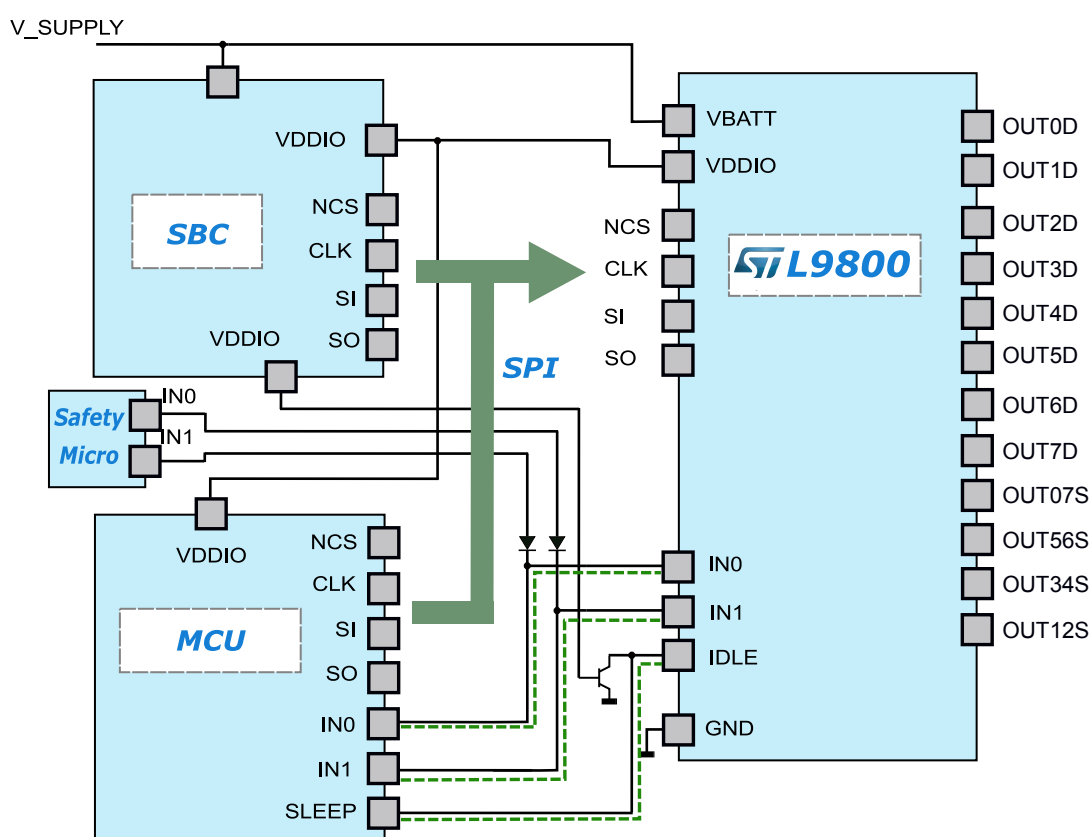 V_SUPPLY
VDDIO
NCS
CLK
SI
SO
VDDIO
SBC
VBATT
VDDIO
NCS
CLK
SI
SO
ST L9800
OUT0D
OUT1D
OUT2D
OUT3D
OUT4D
OUT5D
OUT6D
OUT7D
OUT07S
OUT56S
OUT34S
OUT12S
SPI
Safety
Micro
IN0
IN1
VDDIO
NCS
CLK
SI
SO
MCU
IN0
IN1
SLEEP
IN0
IN1
IDLE
GND